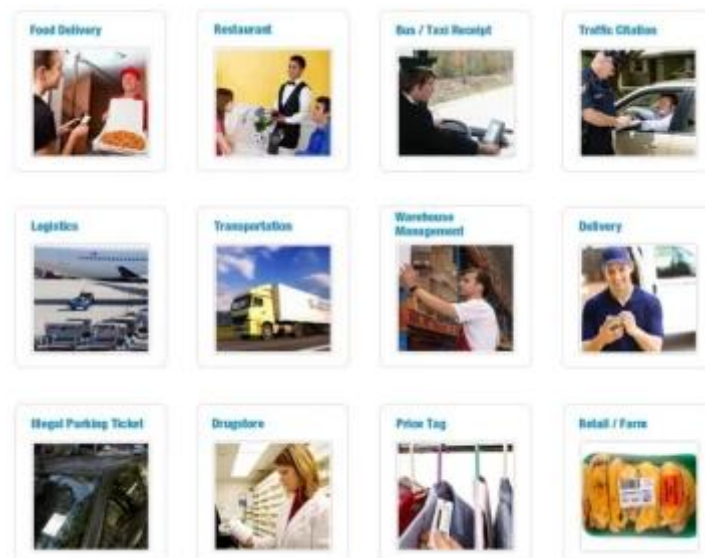 Food Delivery
Restaurant
Bus / Taxi Receipt
Traffic Citation
Logistics
Transportation
Warehouse
Management
Delivery
Illegal Parking Ticket
Drugstore
Price Tag
Retail / Farm